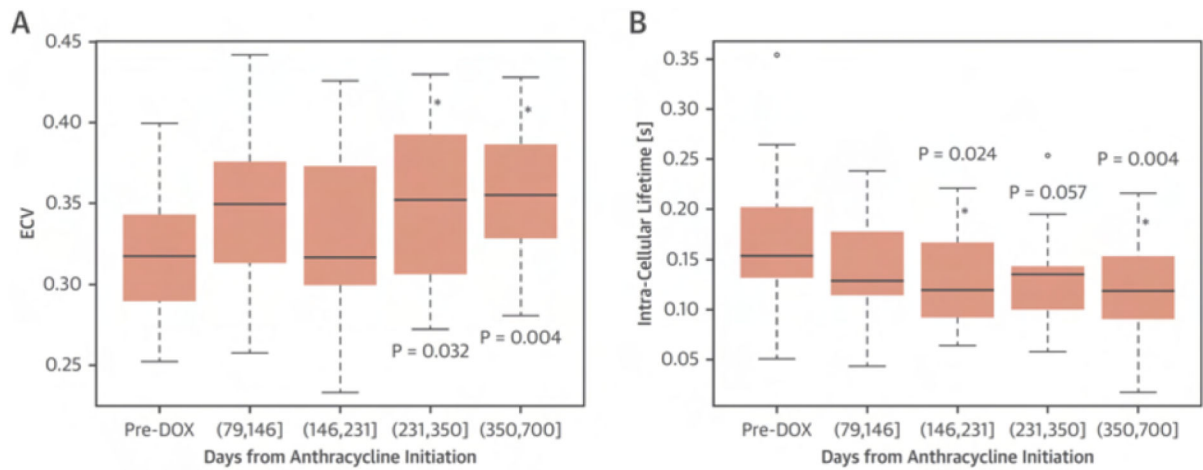 A
ECV
0.45
0.40
0.35
0.30
0.25
*
*
P = 0.032
P = 0.004
Pre-DOX (79,146] (146,231] (231,350] (350,700]
Days from Anthracycline Initiation
B
Intra-Cellular Lifetime [s]
0.35
0.30
0.25
0.20
0.15
0.10
0.05
P = 0.024
P = 0.004
P = 0.057
*
*
Pre-DOX (79,146] (146,231] (231,350] (350,700]
Days from Anthracycline Initiation